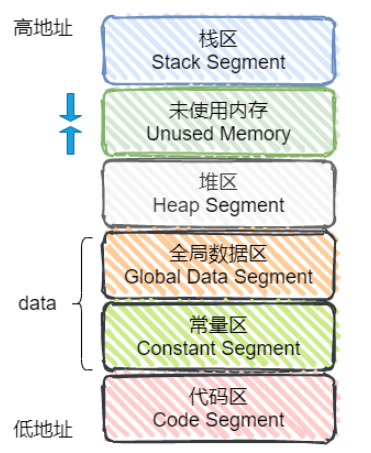 高地址
栈区
Stack Segment
未使用内存
Unused Memory
堆区
Heap Segment
全局数据区
Global Data Segment
data
常量区
Constant Segment
代码区
Code Segment
低地址